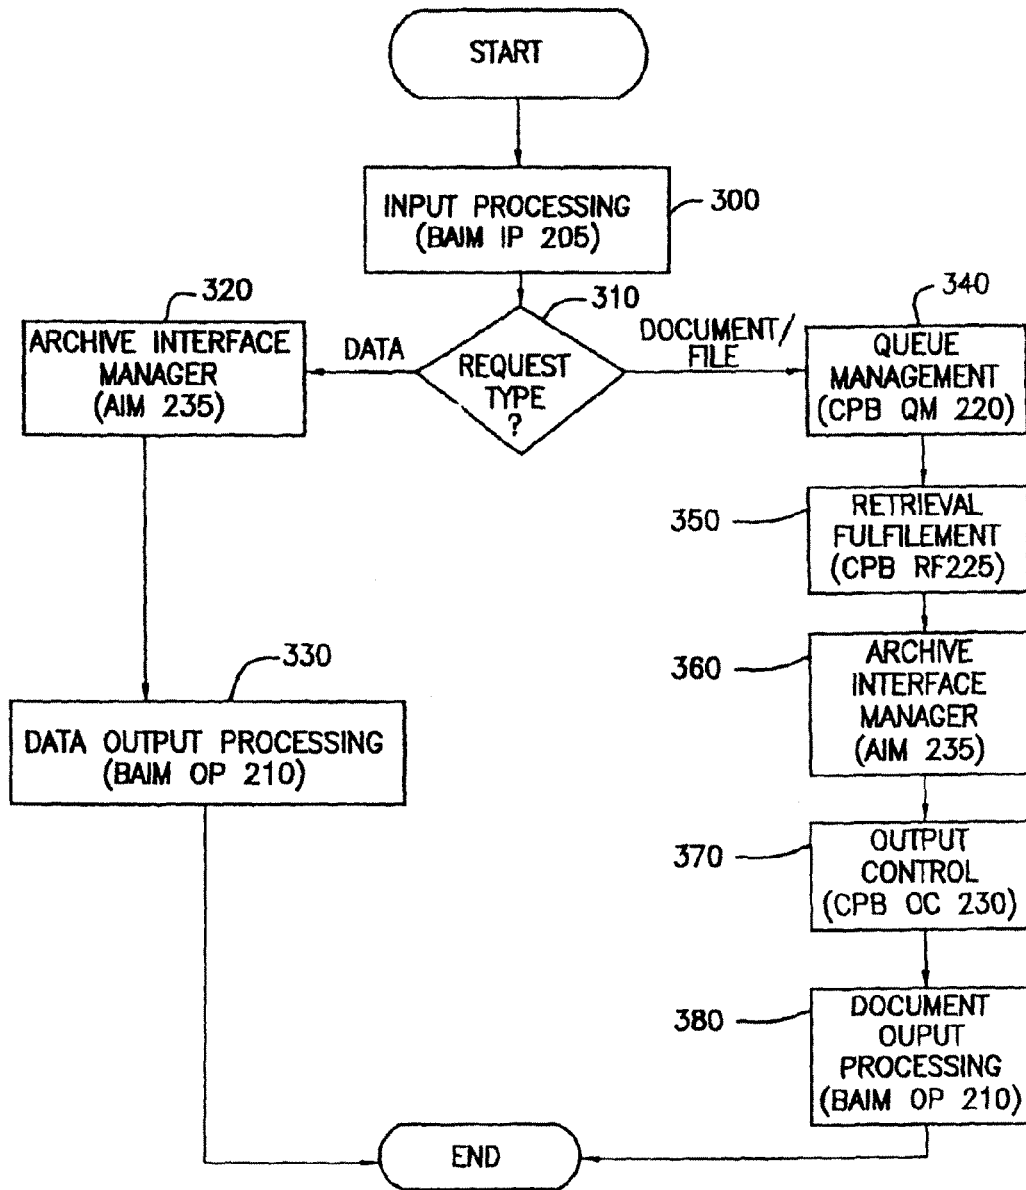 START
INPUT PROCESSING
(BAIM IP 205)
300
310
REQUEST
TYPE
?
DATA
DOCUMENT/
FILE
320
ARCHIVE INTERFACE
MANAGER
(AIM 235)
330
DATA OUTPUT PROCESSING
(BAIM OP 210)
340
QUEUE
MANAGEMENT
(CPB QM 220)
350
RETRIEVAL
FULFILEMENT
(CPB RF225)
360
ARCHIVE
INTERFACE
MANAGER
(AIM 235)
370
OUTPUT
CONTROL
(CPB OC 230)
380
DOCUMENT
OUPUT
PROCESSING
(BAIM OP 210)
END